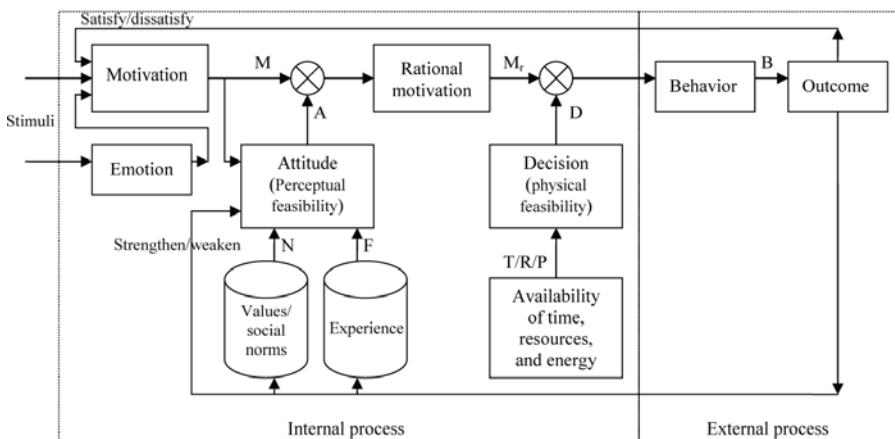 Satisfy/dissatisfy
Motivation
M
Rational
motivation
Mr
B
Behavior
Outcome
Stimuli
A
D
Emotion
Attitude
(Perceptual
feasibility)
Decision
(physical
feasibility)
Strengthen/weaken
N
F
T/R/P
Values/
social
norms
Experience
Availability
of time,
resources,
and energy
Internal process
External process